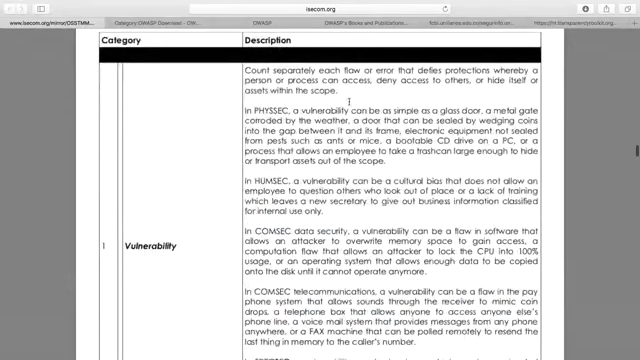 isecom.org
www.isecom.org/mirror/OSSTMM...
Category:OWASP Download - OW...
OWASP
OWASP's Books and Publications...
Category
Description
Count separately each flaw or error that defies protections whereby a
person or process can access, deny access to others, or hide itself or
assets within the scope.
In PHYSSEC, a vulnerability can be as simple as a glass door, a metal gate
corroded by the weather, a door that can be sealed by wedging coins
into the gap between it and its frame, electronic equipment not sealed
from pests such as ants or mice, a bootable CD drive on a PC, or a
process that allows an employee to take a trashcan large enough to hide
or transport assets out of the scope.
In HUMSEC, a vulnerability can be a cultural bias that does not allow an
employee to question others who look out of place or a lack of training
which leaves a new secretary to give out business information classified
for internal use only.
1
Vulnerability
In COMSEC data security, a vulnerability can be a flaw in software that
allows an attacker to overwrite memory space to gain access, a
computation flaw that allows an attacker to lock the CPU into 100%
usage, or an operating system that allows enough data to be copied
onto the disk until it cannot operate anymore.
In COMSEC telecommunications, a vulnerability can be a flaw in the pay
phone system that allows sounds through the receiver to mimic coin
drops, a telephone box that allows anyone to access anyone else's
phone line, a voice mail system that provides messages from any phone
anywhere, or a FAX machine that can be polled remotely to resend the
last thing in memory to the caller's number.